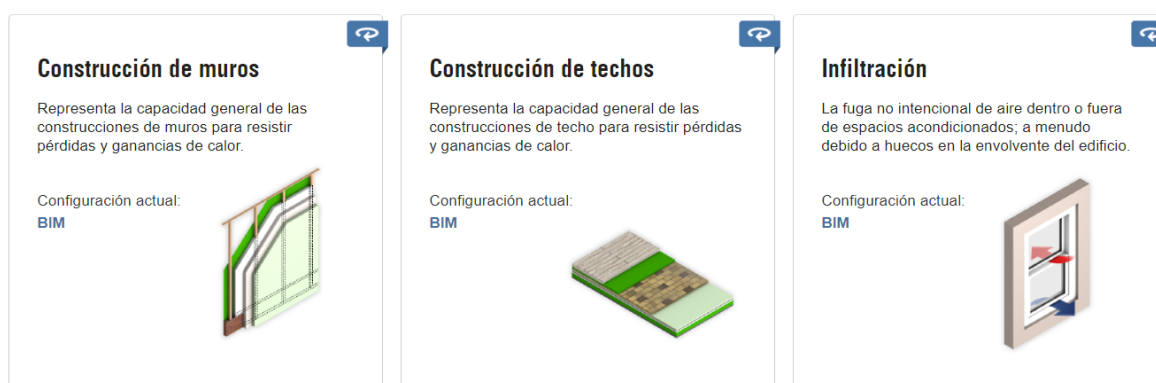 Construcción de muros
Representa la capacidad general de las
construcciones de muros para resistir
pérdidas y ganancias de calor.
Configuración actual:
BIM
Construcción de techos
Representa la capacidad general de las
construcciones de techo para resistir pérdidas
y ganancias de calor.
Configuración actual:
BIM
Infiltración
La fuga no intencional de aire dentro o fuera
de espacios acondicionados; a menudo
debido a huecos en la envolvente del edificio.
Configuración actual:
BIM